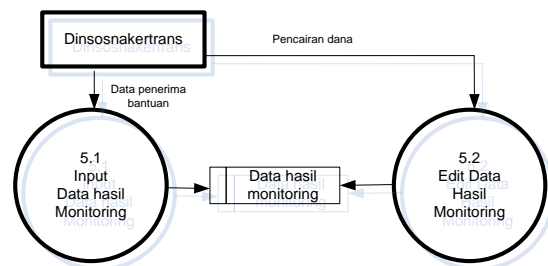 Dinsosnakertrans
Pencairan dana
Data penerima
bantuan
5.1
Input
Data hasil
Monitoring
Data hasil
monitoring
5.2
Edit Data
Hasil
Monitoring